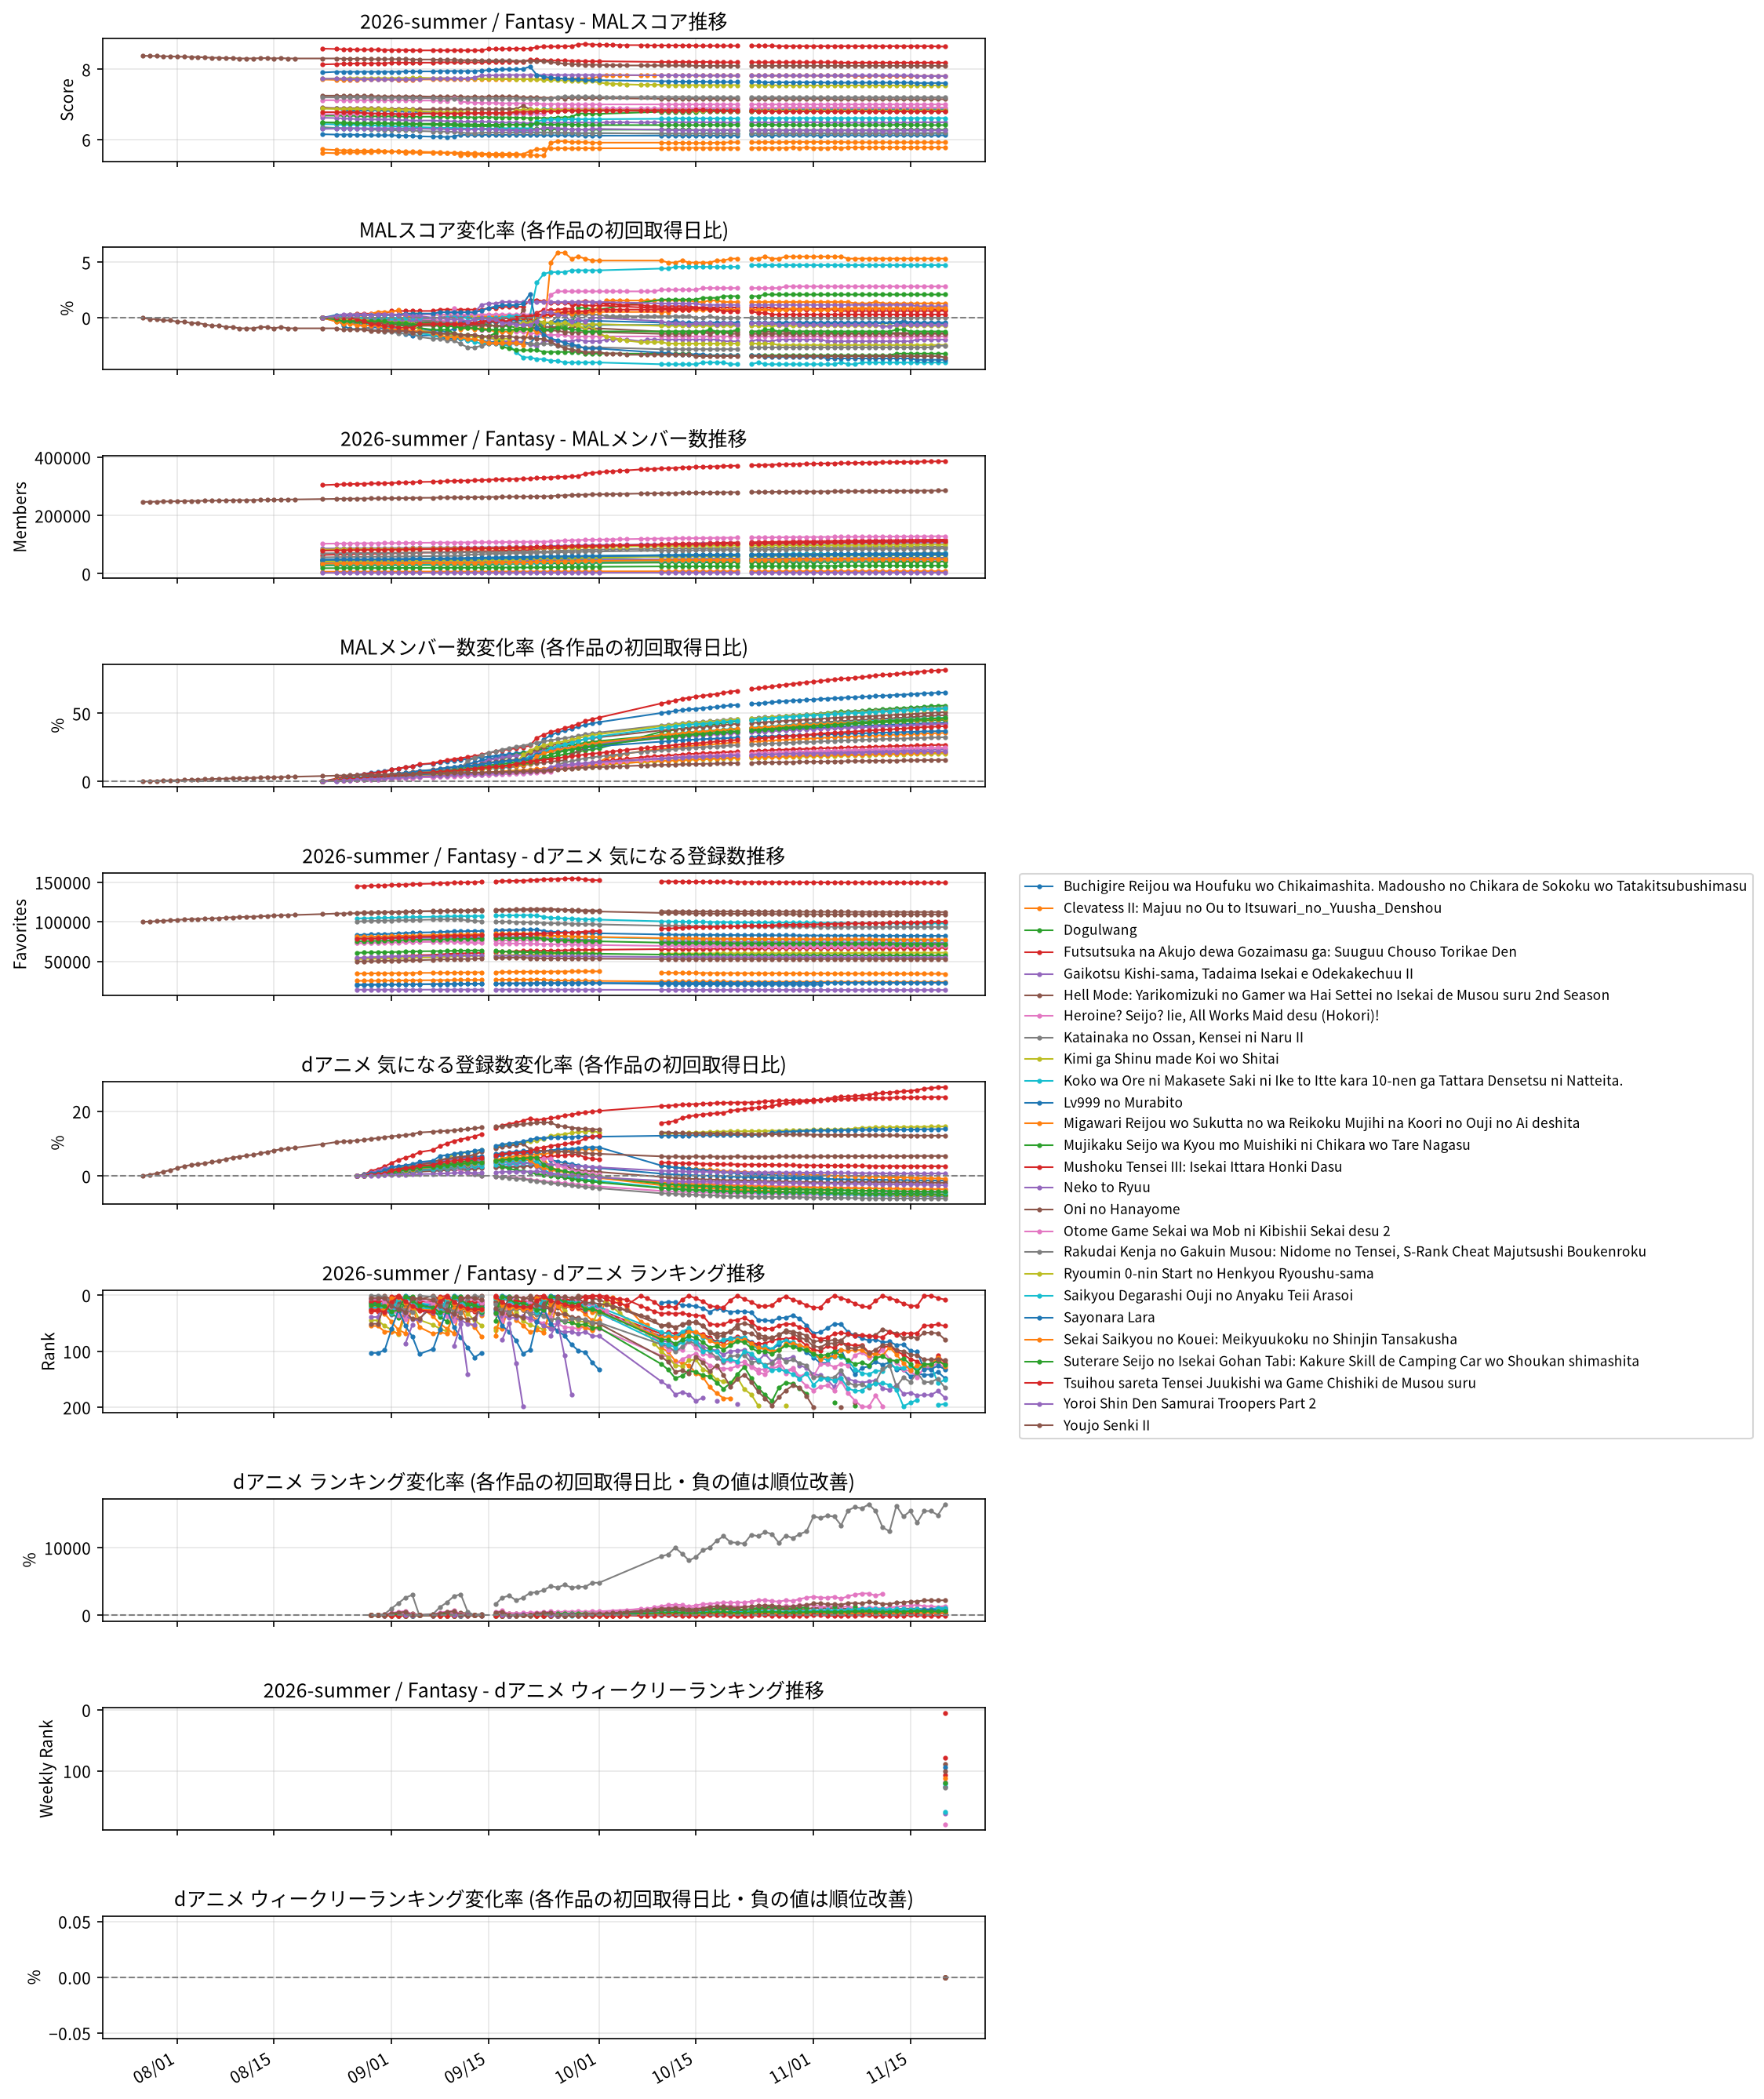 2026-summer / Fantasy - MALスコア推移
Score
8
6
MALスコア変化率 (各作品の初回取得日比)
%
5
0
2026-summer / Fantasy - MALメンバー数推移
Members
400000
200000
0
MALメンバー数変化率 (各作品の初回取得日比)
%
50
0
2026-summer / Fantasy - dアニメ 気になる登録数推移
Favorites
150000
100000
50000
Buchigire Reijou wa Houfuku wo Chikaimashita. Madousho no Chikara de Sokoku wo Tatakitsubushimasu
Clevatess II: Majuu no Ou to Itsuwari_no_Yuusha_Denshou
Dogulwang
Futsutsuka na Akujo dewa Gozaimasu ga: Suuguu Chouso Torikae Den
Gaikotsu Kishi-sama, Tadaima Isekai e Odekakechuu II
Hell Mode: Yarikomizuki no Gamer wa Hai Settei no Isekai de Musou suru 2nd Season
Heroine? Seijo? Iie, All Works Maid desu (Hokori)!
Katainaka no Ossan, Kensei ni Naru II
Kimi ga Shinu made Koi wo Shitai
Koko wa Ore ni Makasete Saki ni Ike to Itte kara 10-nen ga Tattara Densetsu ni Natteita.
Lv999 no Murabito
Migawari Reijou wo Sukutta no wa Reikoku Mujihi na Koori no Ouji no Ai deshita
Mujikaku Seijo wa Kyou mo Muishiki ni Chikara wo Tare Nagasu
Mushoku Tensei III: Isekai Ittara Honki Dasu
Neko to Ryuu
Oni no Hanayome
Otome Game Sekai wa Mob ni Kibishii Sekai desu 2
Rakudai Kenja no Gakuin Musou: Nidome no Tensei, S-Rank Cheat Majutsushi Boukenroku
Ryoumin 0-nin Start no Henkyou Ryoushu-sama
Saikyou Degarashi Ouji no Anyaku Teii Arasoi
Sayonara Lara
Sekai Saikyou no Kouei: Meikyuukoku no Shinjin Tansakusha
Suterare Seijo no Isekai Gohan Tabi: Kakure Skill de Camping Car wo Shoukan shimashita
Tsuihou sareta Tensei Juukishi wa Game Chishiki de Musou suru
Yoroi Shin Den Samurai Troopers Part 2
Youjo Senki II
dアニメ 気になる登録数変化率 (各作品の初回取得日比)
%
20
0
2026-summer / Fantasy - dアニメ ランキング推移
Rank
0
100
200
dアニメ ランキング変化率 (各作品の初回取得日比・負の値は順位改善)
%
10000
0
2026-summer / Fantasy - dアニメ ウィークリーランキング推移
Weekly Rank
0
100
dアニメ ウィークリーランキング変化率 (各作品の初回取得日比・負の値は順位改善)
%
0.05
0.00
−0.05
08/01
08/15
09/01
09/15
10/01
10/15
11/01
11/15